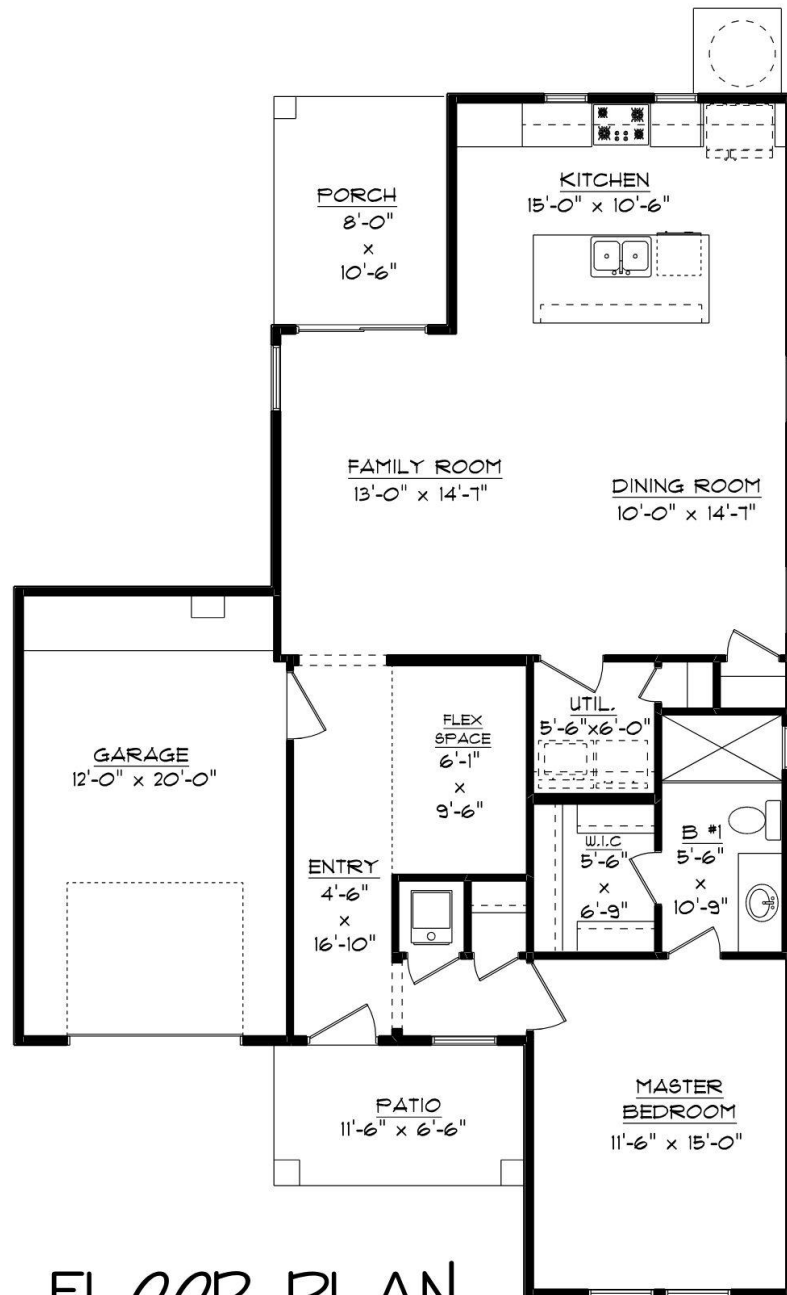 PORCH
8'-0"
x
10'-6"
KITCHEN
15'-0" x 10'-6"
FAMILY ROOM
13'-0" x 14'-7"
DINING ROOM
10'-0" x 14'-7"
GARAGE
12'-0" x 20'-0"
FLEX
SPACE
6'-1"
x
9'-6"
UTIL.
5'-6"x6'-0"
ENTRY
4'-6"
x
16'-10"
W.I.C
5'-6"
x
6'-9"
B #1
5'-6"
x
10'-9"
PATIO
11'-6" x 6'-6"
MASTER
BEDROOM
11'-6" x 15'-0"
FLOOR PLAN